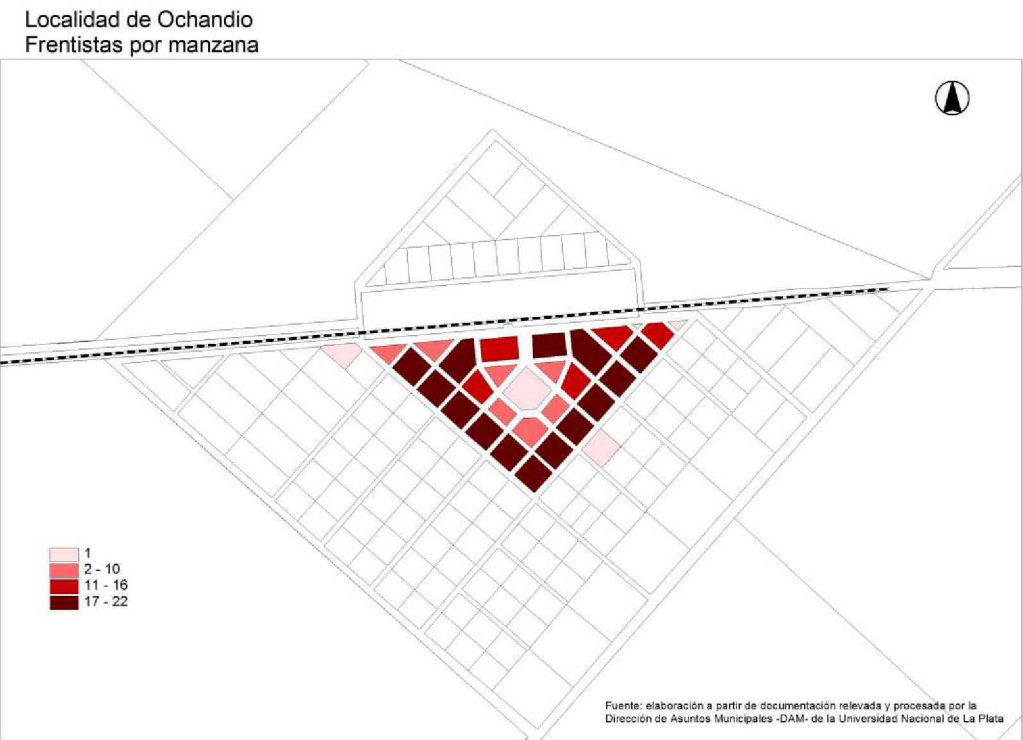 Localidad de Ochandio
Frentistas por manzana
1
2 - 10
11 - 16
17 - 22
Fuente: elaboración a partir de documentación relevada y procesada por la
Dirección de Asuntos Municipales -DAM- de la Universidad Nacional de La Plata